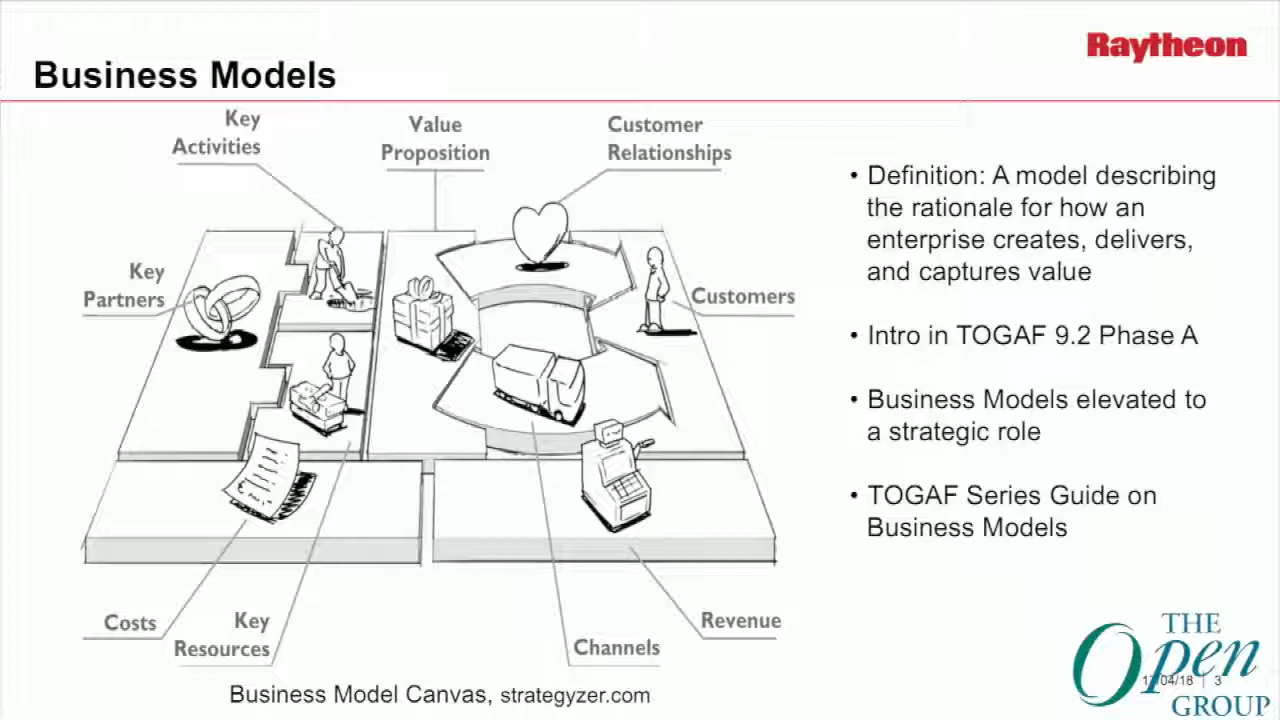 Raytheon
Business Models
Key
Activities
Value
Proposition
Customer
Relationships
Key
Partners
Customers
Costs
Key
Resources
Channels
Revenue
Business Model Canvas, strategyzer.com
• Definition: A model describing
the rationale for how an
enterprise creates, delivers,
and captures value
• Intro in TOGAF 9.2 Phase A
• Business Models elevated to
a strategic role
• TOGAF Series Guide on
Business Models
THE
Open
GROUP
| 3